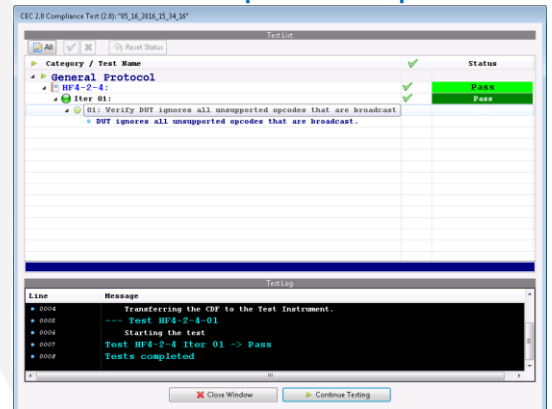 CEC 2.0 Compliance Test (2.0): "05_16_2016_15_34_16"
Test List
All Reset Status
Category / Test Name Status
General Protocol
HF4-2-4: Pass
Iter 01: Pass
01: Verify DUT ignores all unsupported opcodes that are broadcast
DUT ignores all unsupported opcodes that are broadcast.
Test Log
Line Message
0004 Transferring the CDF to the Test Instrument.
0005 --- Test HF4-2-4-01
0006 Starting the test
0007 Test HF4-2-4 Iter 01 -> Pass
0008 Tests completed
Close Window Continue Testing